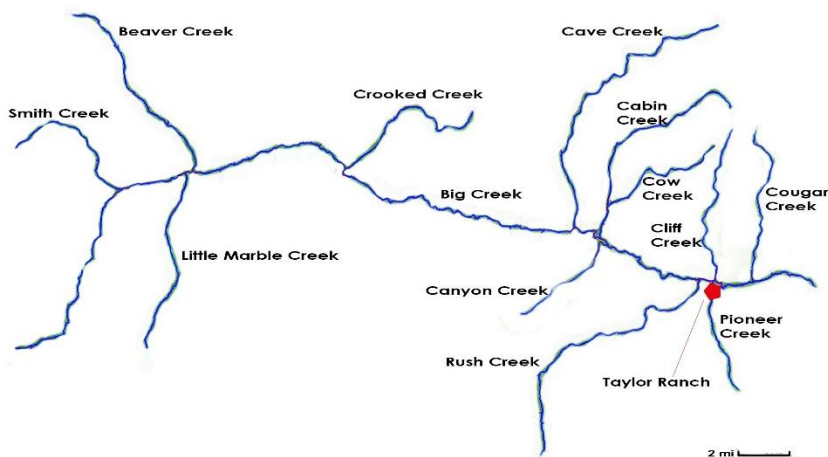 Beaver Creek
Cave Creek
Crooked Creek
Cabin
Creek
Smith Creek
Cow
Creek
Cougar
Creek
Big Creek
Cliff
Creek
Little Marble Creek
Canyon Creek
Pioneer
Creek
Rush Creek
Taylor Ranch
2 mi